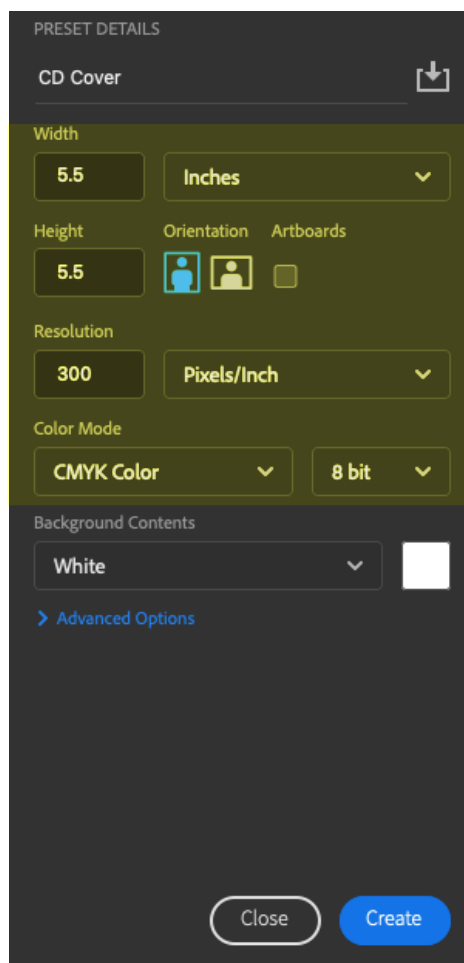 PRESET DETAILS
CD Cover
Width
5.5 Inches
Height Orientation Artboards
5.5
Resolution
300 Pixels/Inch
Color Mode
CMYK Color 8 bit
Background Contents
White
Advanced Options
Close Create